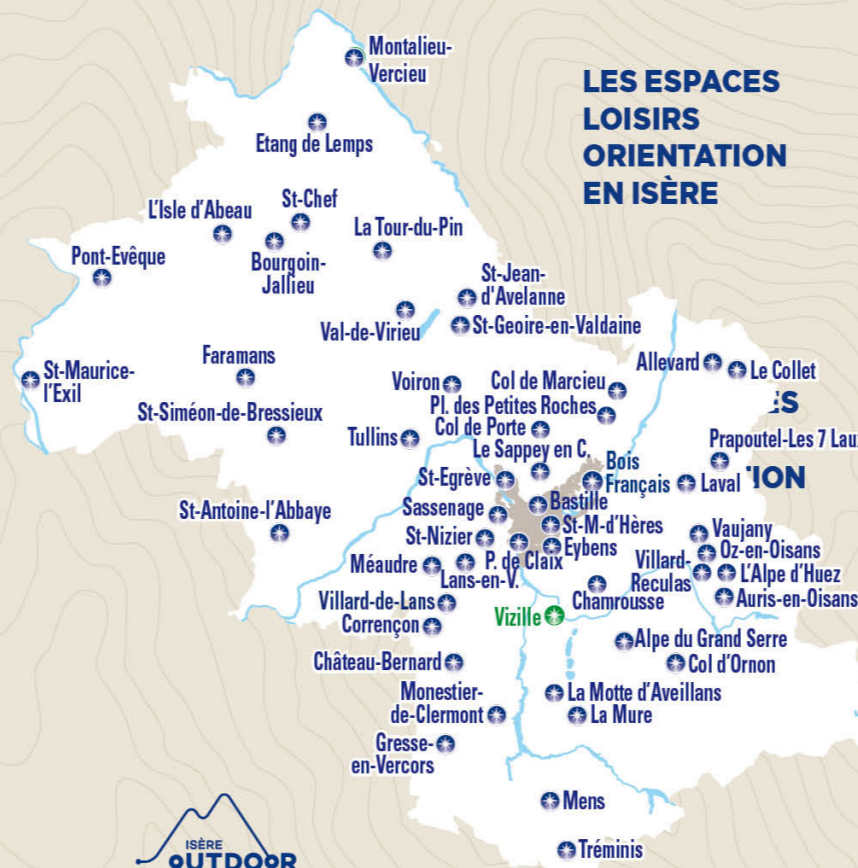 LES ESPACES
LOISIRS
ORIENTATION
EN ISÈRE
Montalieu-
Vercieu
Etang de Lemps
St-Chef
L'Isle d'Abeau
La Tour-du-Pin
Pont-Evêque
Bourgoin-
Jallieu
St-Jean-
d'Avelanne
Val-de-Virieu
St-Geoire-en-Valdaine
Faramans
St-Maurice-
l'Exil
Voiron
Col de Marcieu
Allevard
Le Collet
ES
St-Siméon-de-Bressieux
Pl. des Petites Roches
Col de Porte
Tullins
Le Sappey en C.
Prapoutel-Les 7 Laux
St-Egrève
Bois
Français
Laval
ION
St-Antoine-l'Abbaye
Sassenage
Bastille
St-M-d'Hères
St-Nizier
Eybens
Vaujany
Oz-en-Oisans
Méaudre
P. de Claix
Lans-en-V.
Villard-
Reculas
L'Alpe d'Huez
Chamrousse
Auris-en-Oisans
Villard-de-Lans
Vizille
Corrençon
Alpe du Grand Serre
Château-Bernard
Col d'Ornon
Monestier-
de-Clermont
La Motte d'Aveillans
La Mure
Gresse-
en-Vercors
Mens
Tréminis
ISÈRE
OUTDOOR